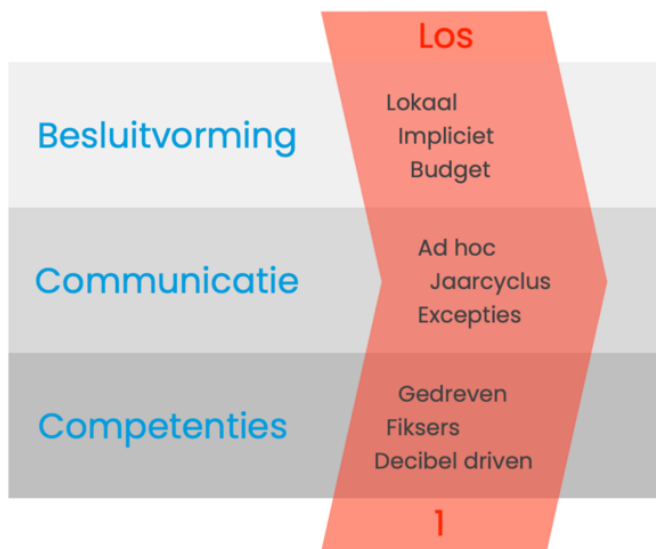 Los
Besluitvorming
Lokaal
Impliciet
Budget
Communicatie
Ad hoc
Jaarcyclus
Excepties
Competenties
Gedreven
Fiksers
Decibel driven
1